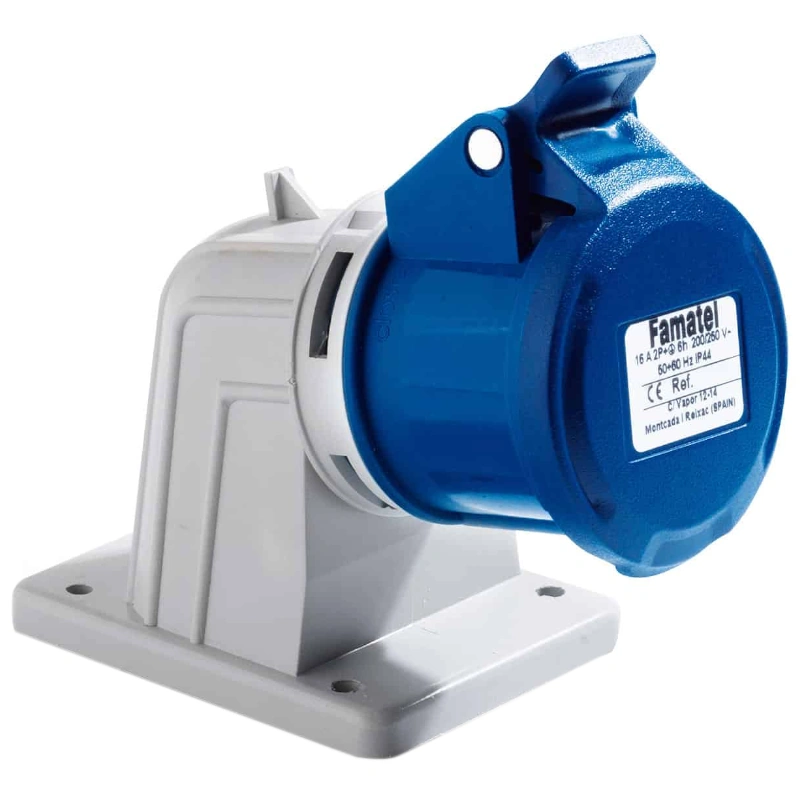 Famatel
16 A 2P+⏚ 6h 200/250 V~
50÷60 Hz IP44
CE Ref.
C/ Vapor 12-14
Montcada i Reixac (SPAIN)